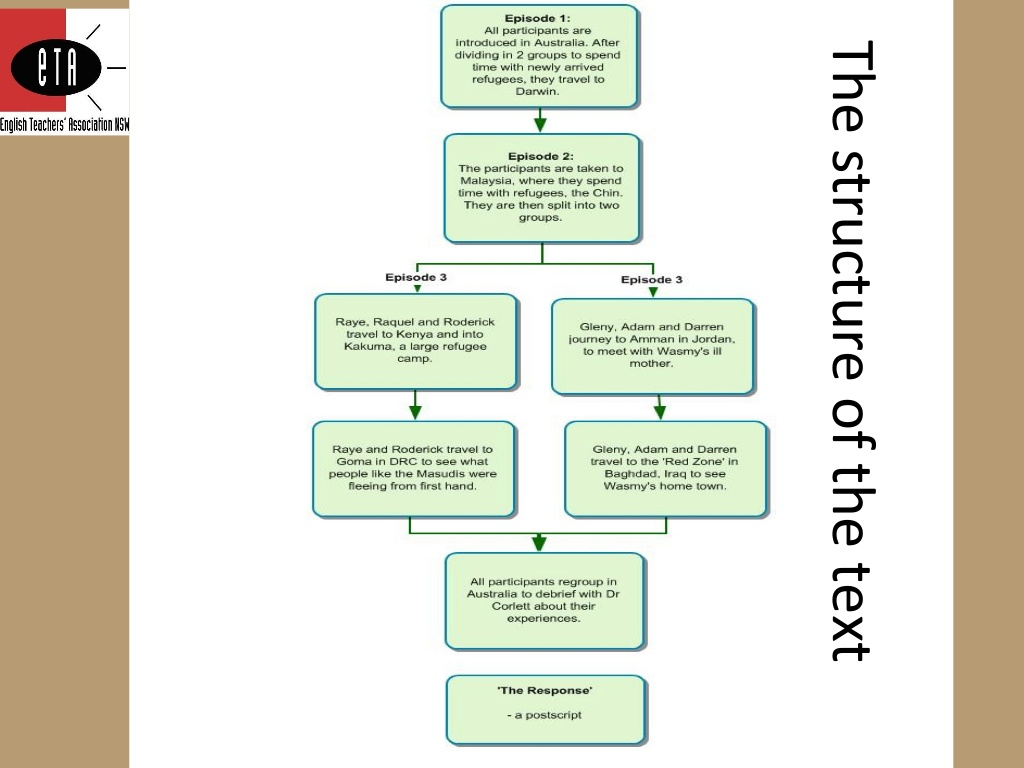 eTA
English Teachers' Association NSW
The structure of the text
Episode 1:
All participants are
introduced in Australia. After
dividing in 2 groups to spend
time with newly arrived
refugees, they travel to
Darwin.
Episode 2:
The participants are taken to
Malaysia, where they spend
time with refugees, the Chin.
They are then split into two
groups.
Episode 3
Raye, Raquel and Roderick
travel to Kenya and into
Kakuma, a large refugee
camp.
Raye and Roderick travel to
Goma in DRC to see what
people like the Masudis were
fleeing from first hand.
Episode 3
Gleny, Adam and Darren
journey to Amman in Jordan,
to meet with Wasmy's ill
mother.
Gleny, Adam and Darren
travel to the 'Red Zone' in
Baghdad, Iraq to see
Wasmy's home town.
All participants regroup in
Australia to debrief with Dr
Corlett about their
experiences.
'The Response'
- a postscript